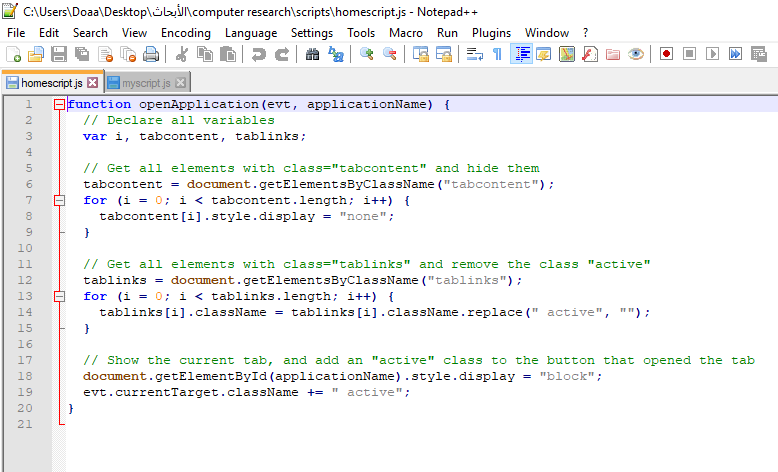 C:\Users\Doaa\Desktop\الأبحاث\computer research\scripts\homescript.js - Notepad++
File Edit Search View Encoding Language Settings Tools Macro Run Plugins Window ?
homescript.js myscript.js
1 function openApplication(evt, applicationName) {
2 // Declare all variables
3 var i, tabcontent, tablinks;
4
5 // Get all elements with class="tabcontent" and hide them
6 tabcontent = document.getElementsByClassName("tabcontent");
7 for (i = 0; i < tabcontent.length; i++) {
8 tabcontent[i].style.display = "none";
9 }
10
11 // Get all elements with class="tablinks" and remove the class "active"
12 tablinks = document.getElementsByClassName("tablinks");
13 for (i = 0; i < tablinks.length; i++) {
14 tablinks[i].className = tablinks[i].className.replace(" active", "");
15 }
16
17 // Show the current tab, and add an "active" class to the button that opened the tab
18 document.getElementById(applicationName).style.display = "block";
19 evt.currentTarget.className += " active";
20 }
21